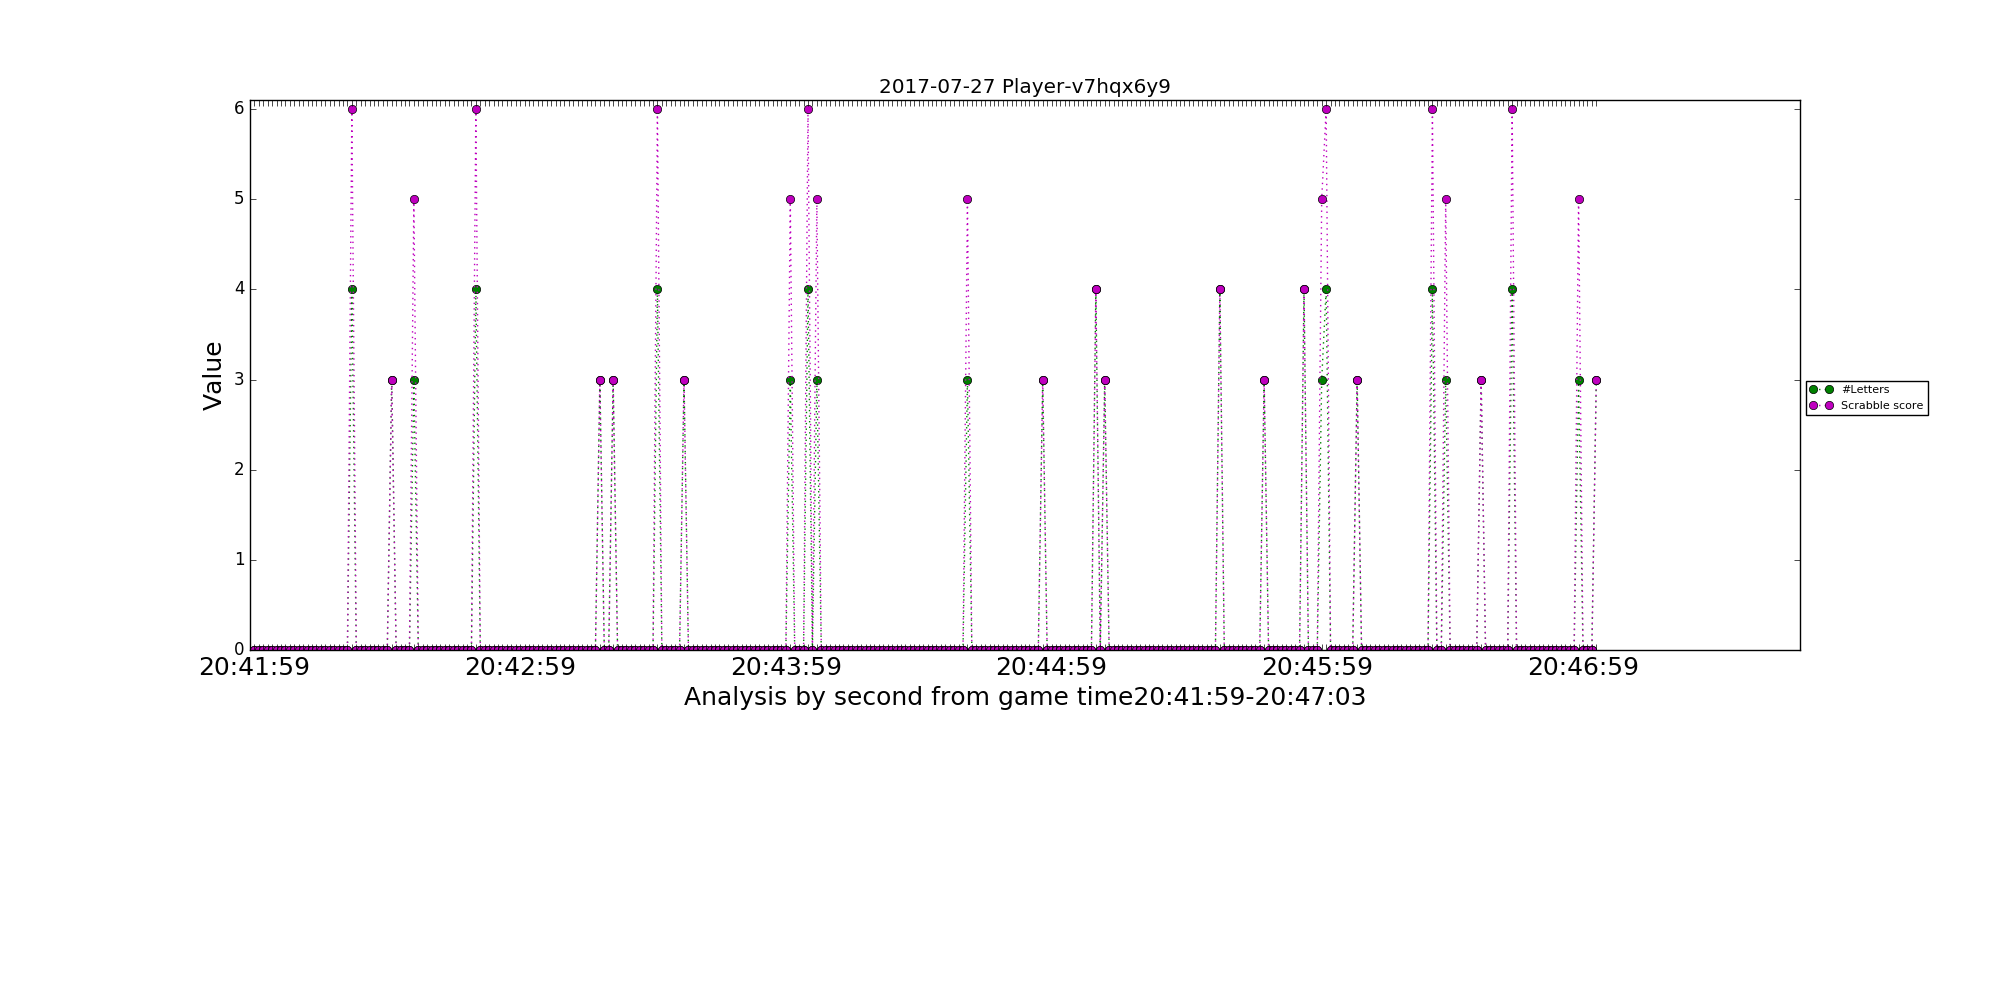 2017-07-27 Player-v7hqx6y9
6
5
4
3
2
1
0
Value
20:41:59 20:42:59 20:43:59 20:44:59 20:45:59 20:46:59
Analysis by second from game time20:41:59-20:47:03
#Letters
Scrabble score